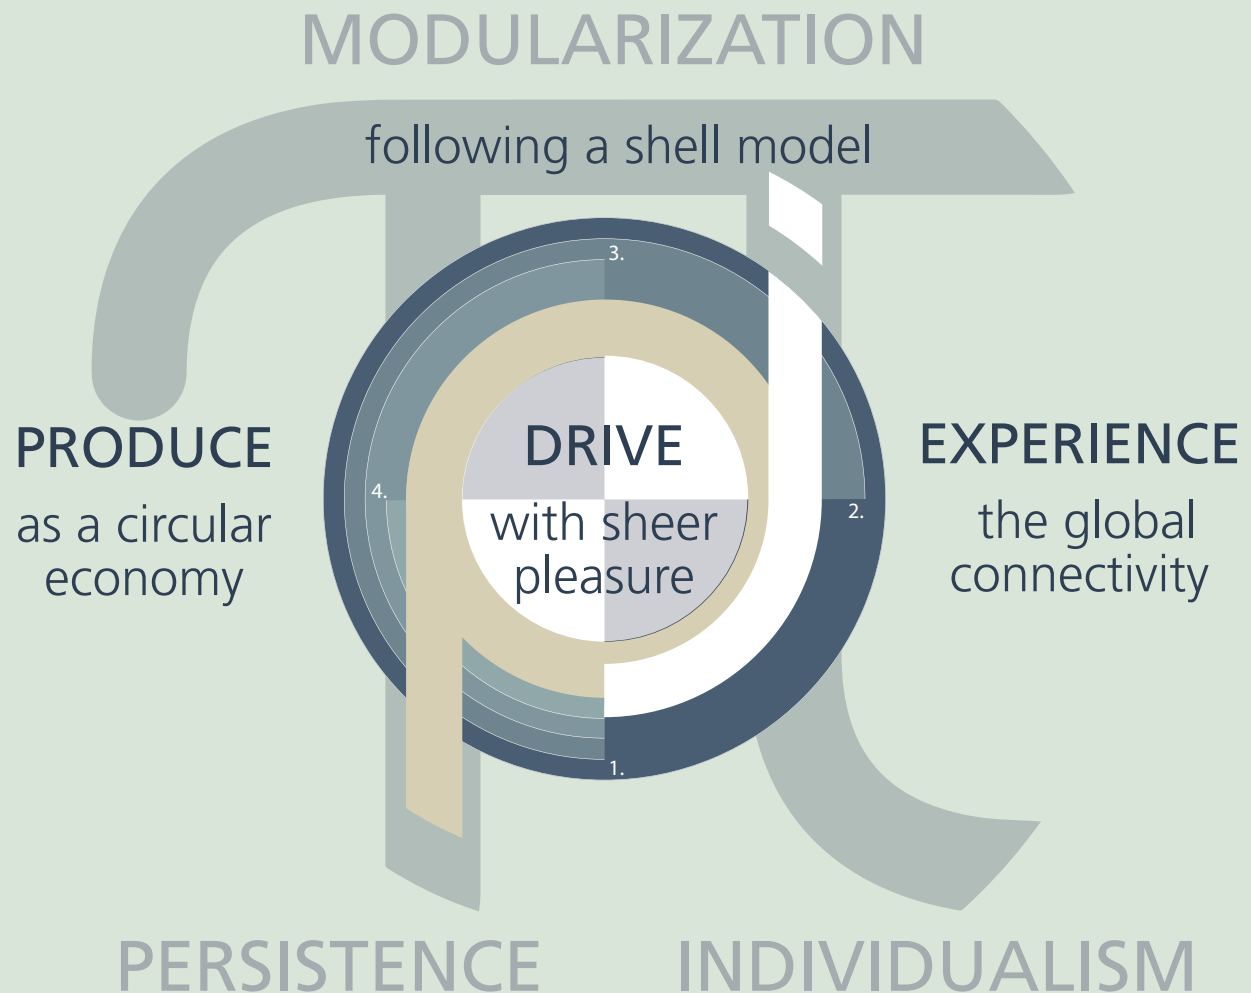 MODULARIZATION
following a shell model
3.
PRODUCE
as a circular
economy
4.
DRIVE
with sheer
pleasure
EXPERIENCE
the global
connectivity
2.
1.
PERSISTENCE
INDIVIDUALISM